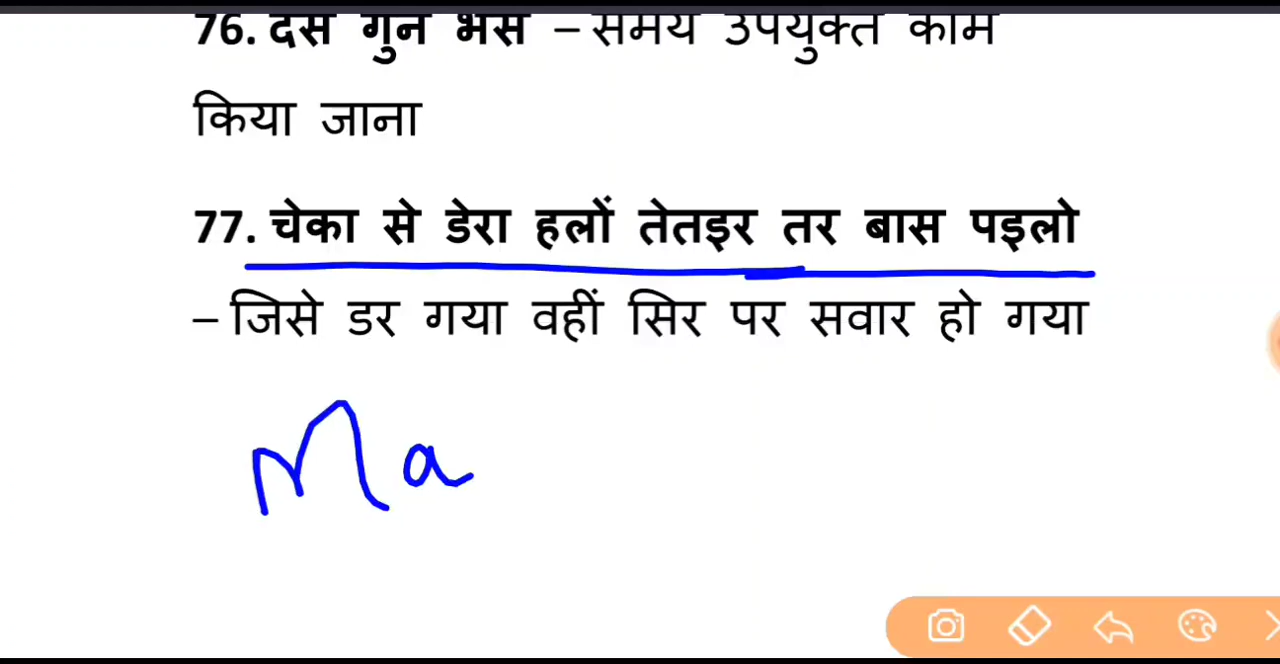 76. दस गुन भस – समय उपयुक्त काम
किया जाना
77. चेका से डेरा हलों तेतइर तर बास पइलो
– जिसे डर गया वहीं सिर पर सवार हो गया
Ma